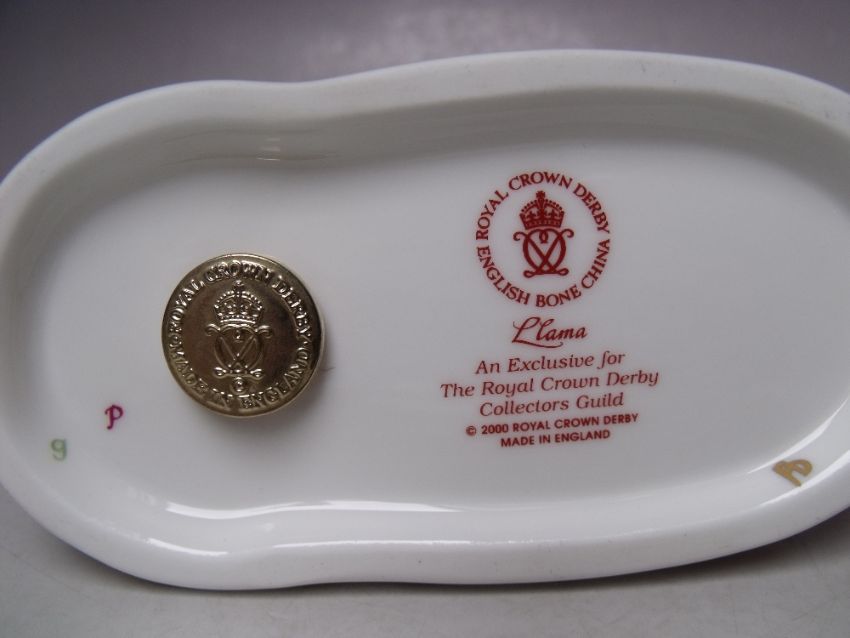 ROYAL CROWN DERBY
MADE IN ENGLAND
ROYAL CROWN DERBY
ENGLISH BONE CHINA
Llama
An Exclusive for
The Royal Crown Derby
Collectors Guild
© 2000 ROYAL CROWN DERBY
MADE IN ENGLAND
P
g